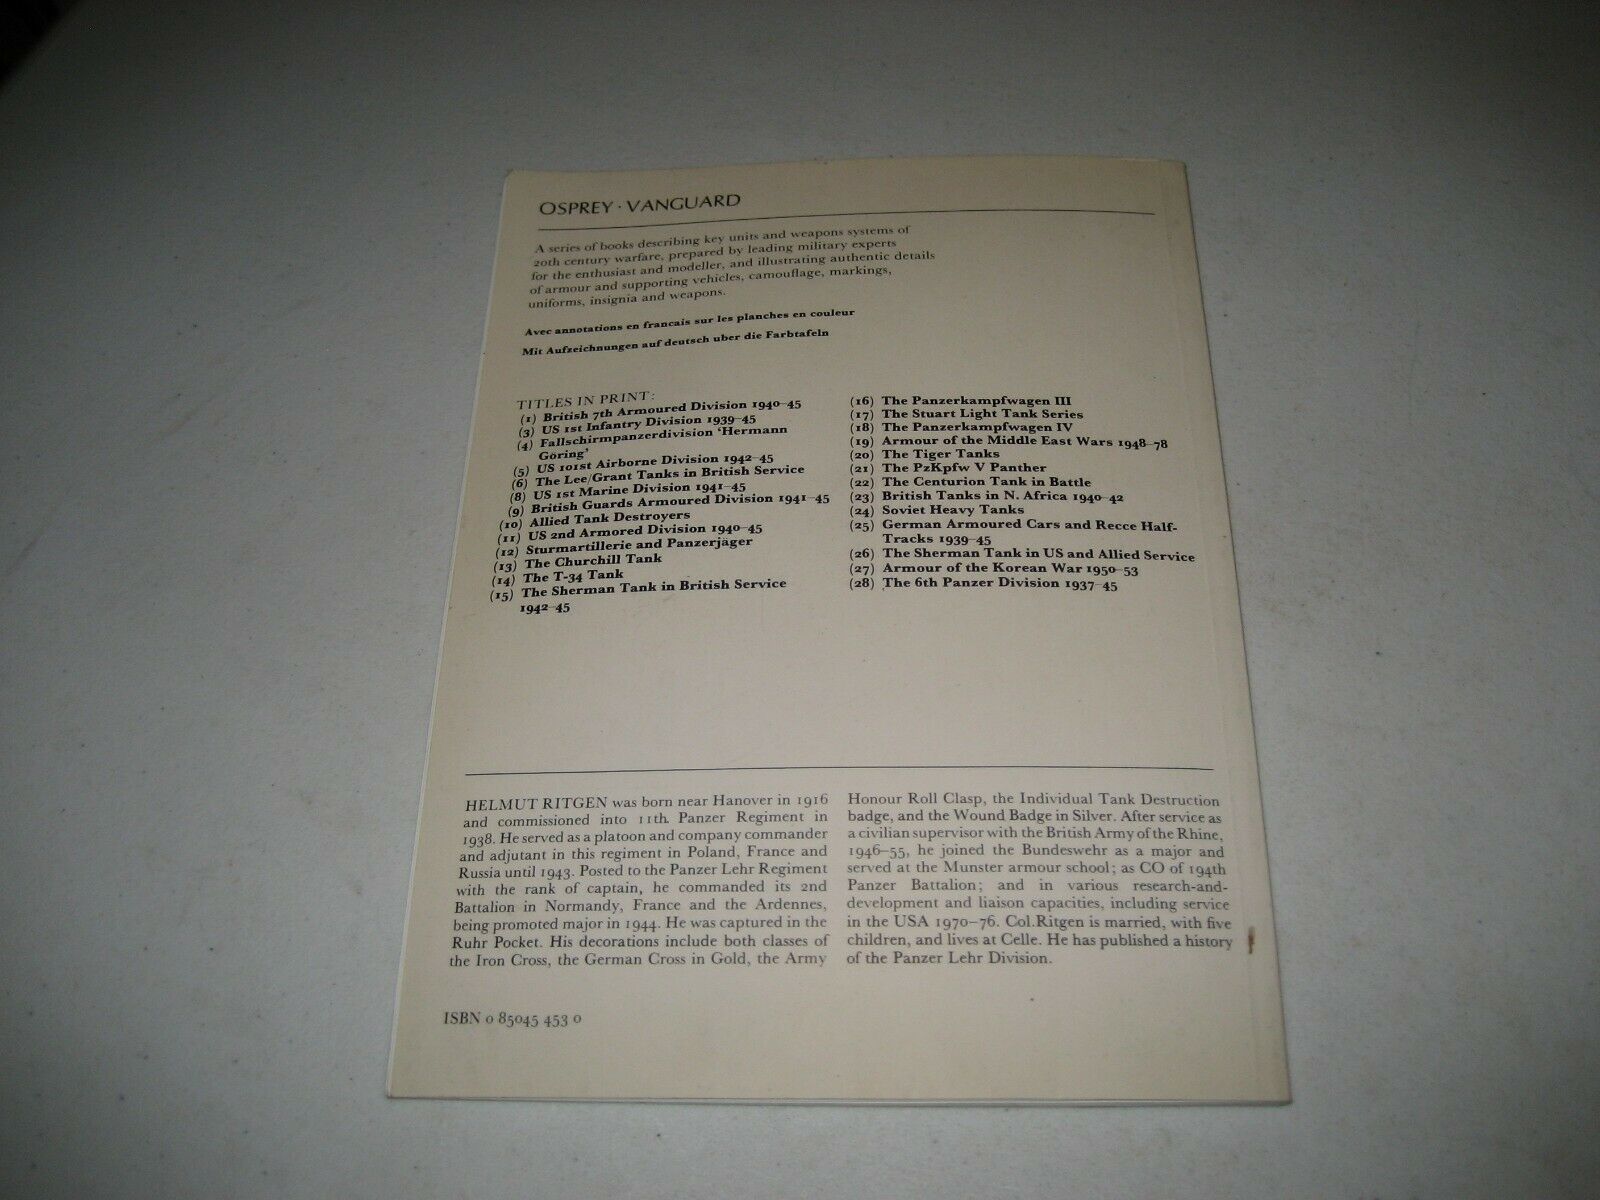 OSPREY · VANGUARD
A series of books describing key units and weapons systems of
20th century warfare, prepared by leading military experts
for the enthusiast and modeller, and illustrating authentic details
of armour and supporting vehicles, camouflage, markings,
uniforms, insignia and weapons.
Avec annotations en francais sur les planches en couleur
Mit Aufzeichnungen auf deutsch uber die Farbtafeln
TITLES IN PRINT:
(1) British 7th Armoured Division 1940–45
(3) US 1st Infantry Division 1939–45
(4) Fallschirmpanzerdivision ‘Hermann
Göring’
(5) US 101st Airborne Division 1942–45
(6) The Lee/Grant Tanks in British Service
(8) US 1st Marine Division 1941–45
(9) British Guards Armoured Division 1941–45
(10) Allied Tank Destroyers
(11) US 2nd Armored Division 1940–45
(12) Sturmartillerie and Panzerjäger
(13) The Churchill Tank
(14) The T-34 Tank
(15) The Sherman Tank in British Service
1942–45
(16) The Panzerkampfwagen III
(17) The Stuart Light Tank Series
(18) The Panzerkampfwagen IV
(19) Armour of the Middle East Wars 1948–78
(20) The Tiger Tanks
(21) The PzKpfw V Panther
(22) The Centurion Tank in Battle
(23) British Tanks in N. Africa 1940–42
(24) Soviet Heavy Tanks
(25) German Armoured Cars and Recce Half-
Tracks 1939–45
(26) The Sherman Tank in US and Allied Service
(27) Armour of the Korean War 1950–53
(28) The 6th Panzer Division 1937–45
HELMUT RITGEN was born near Hanover in 1916
and commissioned into 11th. Panzer Regiment in
1938. He served as a platoon and company commander
and adjutant in this regiment in Poland, France and
Russia until 1943. Posted to the Panzer Lehr Regiment
with the rank of captain, he commanded its 2nd
Battalion in Normandy, France and the Ardennes,
being promoted major in 1944. He was captured in the
Ruhr Pocket. His decorations include both classes of
the Iron Cross, the German Cross in Gold, the Army
Honour Roll Clasp, the Individual Tank Destruction
badge, and the Wound Badge in Silver. After service as
a civilian supervisor with the British Army of the Rhine,
1946–55, he joined the Bundeswehr as a major and
served at the Munster armour school; as CO of 194th
Panzer Battalion; and in various research-and-
development and liaison capacities, including service
in the USA 1970–76. Col.Ritgen is married, with five
children, and lives at Celle. He has published a history
of the Panzer Lehr Division.
ISBN 0 85045 453 0